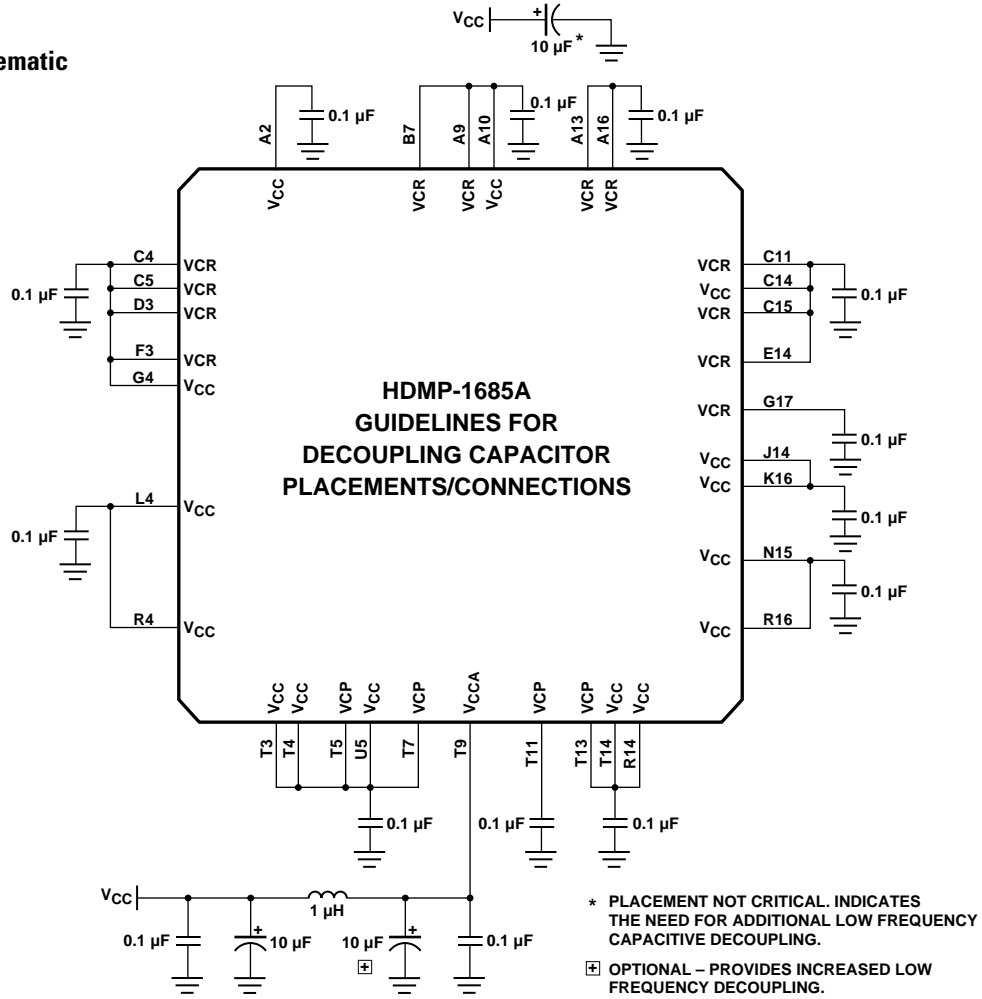 ematic
VCC
+
10 µF *
0.1 µF
0.1 µF
0.1 µF
A2
B7
A9
A10
A13
A16
VCC
VCR
VCR
VCC
VCR
VCR
C4 VCR
C5 VCR
D3 VCR
F3 VCR
G4 VCC
0.1 µF
L4 VCC
0.1 µF
R4 VCC
HDMP-1685A
GUIDELINES FOR
DECOUPLING CAPACITOR
PLACEMENTS/CONNECTIONS
VCR C11
VCC C14
VCR C15
0.1 µF
VCR E14
VCR G17
0.1 µF
VCC J14
VCC K16
0.1 µF
VCC N15
0.1 µF
VCC R16
VCC
VCC
VCP
VCC
VCP
VCCA
VCP
VCP
VCC
VCC
T3
T4
T5
U5
T7
T9
T11
T13
T14
R14
0.1 µF
0.1 µF
0.1 µF
VCC
1 µH
0.1 µF
+
10 µF
10 µF
+
+
0.1 µF
* PLACEMENT NOT CRITICAL. INDICATES
THE NEED FOR ADDITIONAL LOW FREQUENCY
CAPACITIVE DECOUPLING.
+ OPTIONAL – PROVIDES INCREASED LOW
FREQUENCY DECOUPLING.